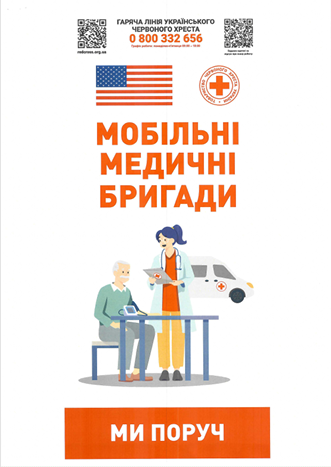 ГАРЯЧА ЛІНІЯ УКРАЇНСЬКОГО
ЧЕРВОНОГО ХРЕСТА
0 800 332 656
redcross.org.ua
МОБІЛЬНІ
МЕДИЧНІ
БРИГАДИ
МИ ПОРУЧ